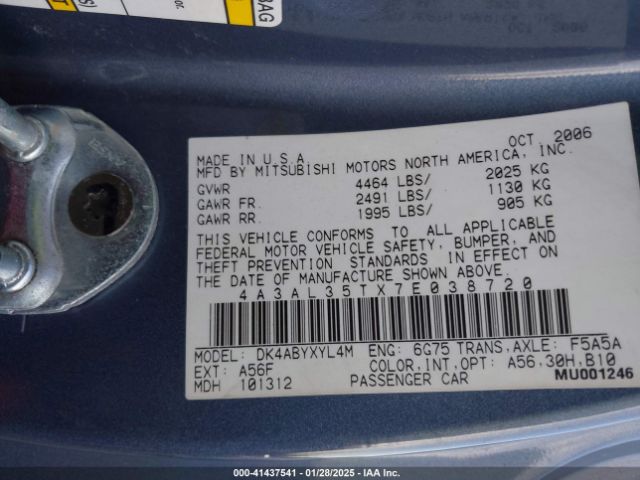 BAG
or.
OCT 2006
MADE IN U.S.A.
MFD BY MITSUBISHI MOTORS NORTH AMERICA, INC.
GVWR 4464 LBS/ 2025 KG
GAWR FR. 2491 LBS/ 1130 KG
GAWR RR. 1995 LBS/ 905 KG
THIS VEHICLE CONFORMS TO ALL APPLICABLE
FEDERAL MOTOR VEHICLE SAFETY, BUMPER, AND
THEFT PREVENTION STANDARDS IN EFFECT ON
THE DATE OF MANUFACTURE SHOWN ABOVE.
4A3AL35TX7E038720
MODEL: DK4ABYXYL4M ENG: 6G75 TRANS,AXLE: F5A5A
EXT: A56F COLOR,INT,OPT: A56,30H,B10
MDH 101312 PASSENGER CAR MU001246
000-41437541 | 01/28/2025 | IAA Inc.